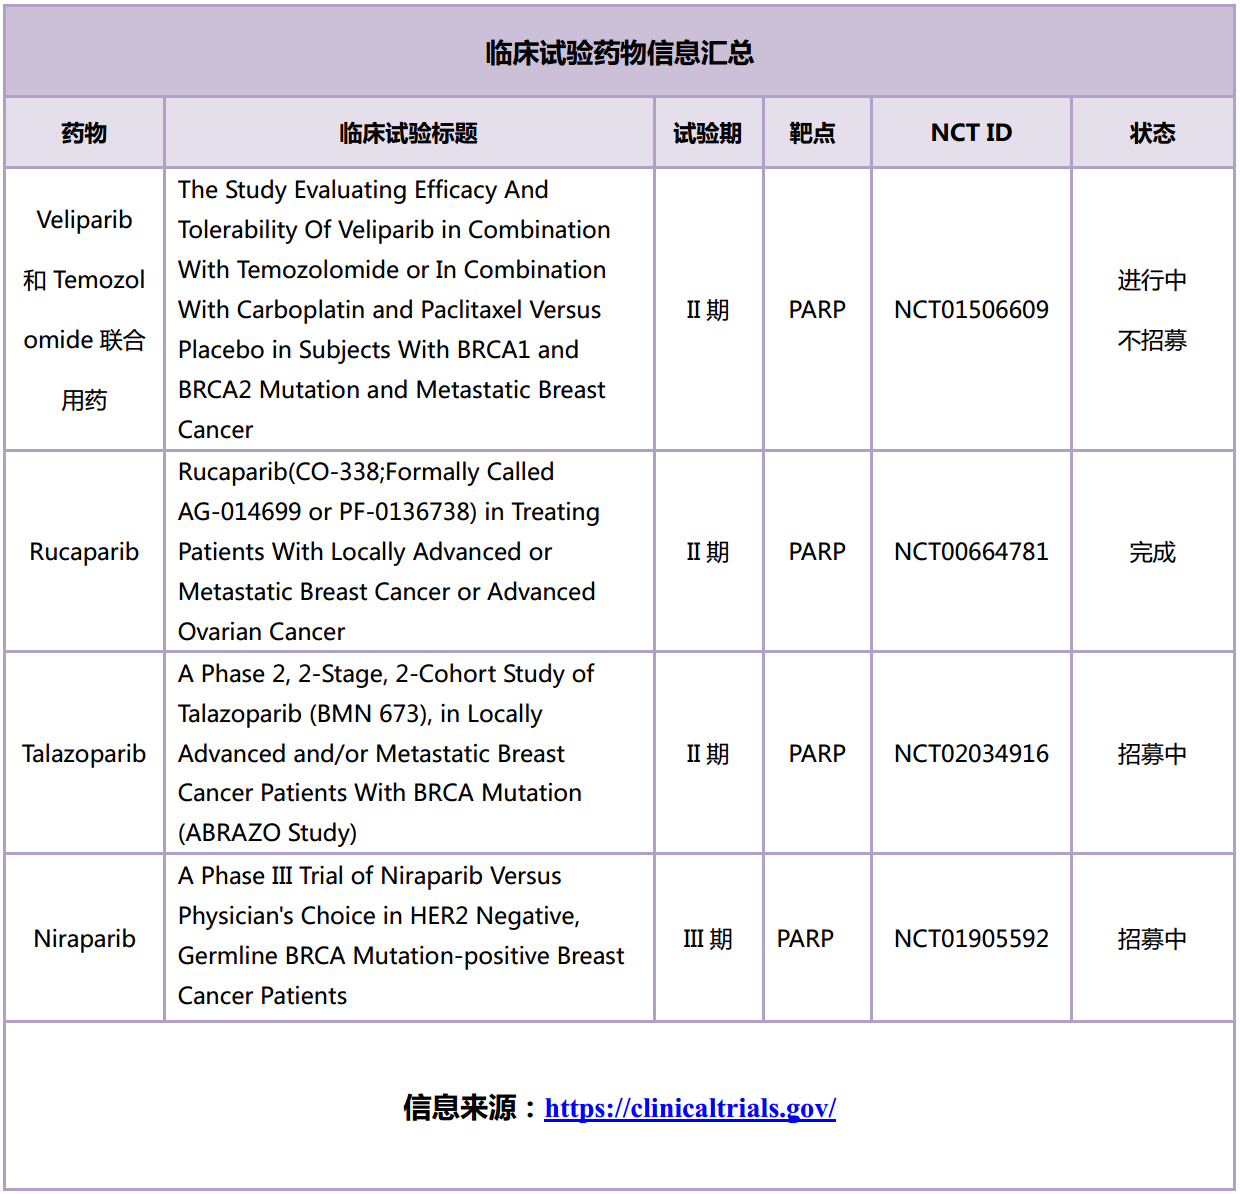 临床试验药物信息汇总
药物 临床试验标题 试验期 靶点 NCT ID 状态
Veliparib
和 Temozol
omide 联合
用药
The Study Evaluating Efficacy And
Tolerability Of Veliparib in Combination
With Temozolomide or In Combination
With Carboplatin and Paclitaxel Versus
Placebo in Subjects With BRCA1 and
BRCA2 Mutation and Metastatic Breast
Cancer
II 期
PARP
NCT01506609
进行中
不招募
Rucaparib
Rucaparib(CO-338;Formally Called
AG-014699 or PF-0136738) in Treating
Patients With Locally Advanced or
Metastatic Breast Cancer or Advanced
Ovarian Cancer
II 期
PARP
NCT00664781
完成
Talazoparib
A Phase 2, 2-Stage, 2-Cohort Study of
Talazoparib (BMN 673), in Locally
Advanced and/or Metastatic Breast
Cancer Patients With BRCA Mutation
(ABRAZO Study)
II 期
PARP
NCT02034916
招募中
Niraparib
A Phase III Trial of Niraparib Versus
Physician's Choice in HER2 Negative,
Germline BRCA Mutation-positive Breast
Cancer Patients
III 期
PARP
NCT01905592
招募中
信息来源：https://clinicaltrials.gov/